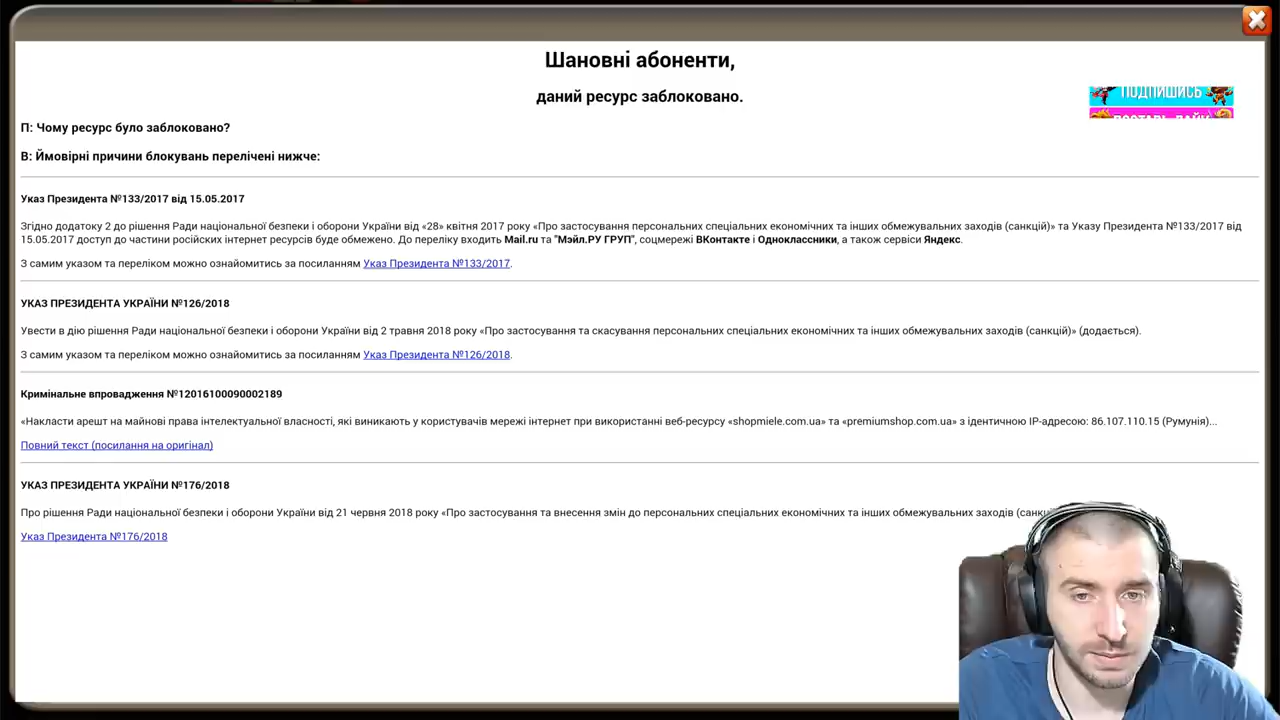 Шановні абоненти,
даний ресурс заблоковано.
ПОДПИШИСЬ
П: Чому ресурс було заблоковано?
В: Ймовірні причини блокувань перелічені нижче:
Указ Президента №133/2017 від 15.05.2017
Згідно додатоку 2 до рішення Ради національної безпеки і оборони України від «28» квітня 2017 року «Про застосування персональних спеціальних економічних та інших обмежувальних заходів (санкцій)» та Указу Президента №133/2017 від
15.05.2017 доступ до частини російських інтернет ресурсів буде обмежено. До переліку входить Mail.ru та "Мэйл.РУ ГРУП", соцмережі ВКонтакте і Одноклассники, а також сервіси Яндекс.
З самим указом та переліком можно ознайомитись за посиланням Указ Президента №133/2017.
УКАЗ ПРЕЗИДЕНТА УКРАЇНИ №126/2018
Увести в дію рішення Ради національної безпеки і оборони України від 2 травня 2018 року «Про застосування та скасування персональних спеціальних економічних та інших обмежувальних заходів (санкцій)» (додається).
З самим указом та переліком можно ознайомитись за посиланням Указ Президента №126/2018.
Кримінальне впровадження №12016100090002189
«Накласти арешт на майнові права інтелектуальної власності, які виникають у користувачів мережі інтернет при використанні веб-ресурсу «shopmiele.com.ua» та «premiumshop.com.ua» з ідентичною IP-адресою: 86.107.110.15 (Румунія)...
Повний текст (посилання на оригінал)
УКАЗ ПРЕЗИДЕНТА УКРАЇНИ №176/2018
Про рішення Ради національної безпеки і оборони України від 21 червня 2018 року «Про застосування та внесення змін до персональних спеціальних економічних та інших обмежувальних заходів
Указ Президента №176/2018